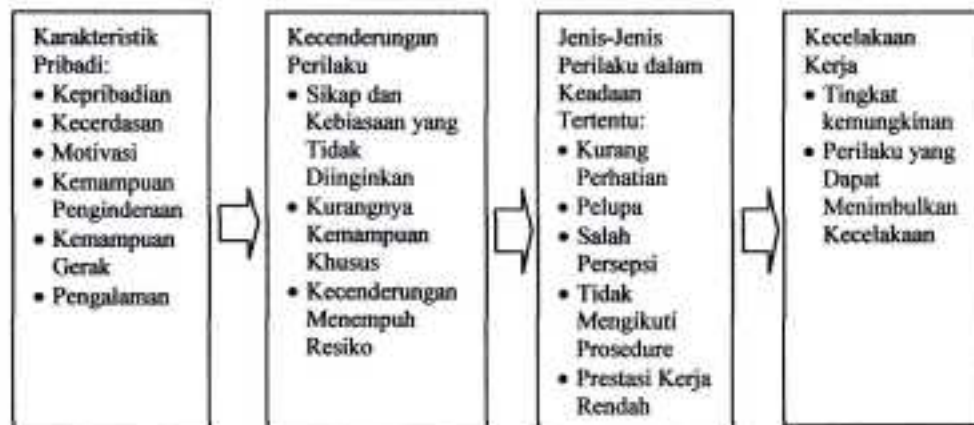 Karakteristik
Pribadi:
• Kepribadian
• Kecerdasan
• Motivasi
• Kemampuan
Penginderaan
• Kemampuan
Gerak
• Pengalaman
Kecenderungan
Perilaku
• Sikap dan
Kebiasaan yang
Tidak
Diinginkan
• Kurangnya
Kemampuan
Khusus
• Kecenderungan
Menempuh
Resiko
Jenis-Jenis
Perilaku dalam
Keadaan
Tertentu:
• Kurang
Perhatian
• Pelupa
• Salah
Persepsi
• Tidak
Mengikuti
Prosedure
• Prestasi Kerja
Rendah
Kecelakaan
Kerja
• Tingkat
kemungkinan
• Perilaku yang
Dapat
Menimbulkan
Kecelakaan